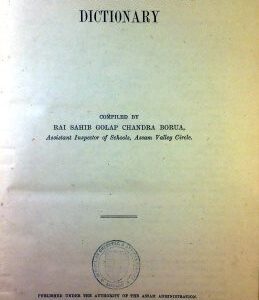 DICTIONARY
COMPILED BY
RAI SAHIB GOLAP CHANDRA BORUA,
Assistant Inspector of Schools, Assam Valley Circle.
PUBLISHED UNDER THE AUTHORITY OF THE ASSAM ADMINISTRATION.